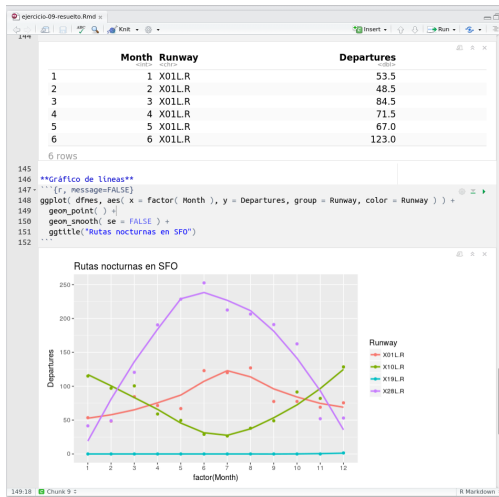 ejercicio-09-resuelto.Rmd ×
ABC Knit Insert Run
144
Month Runway Departures
<int> <chr> <dbl>
1 1 X01L.R 53.5
2 2 X01L.R 48.5
3 3 X01L.R 84.5
4 4 X01L.R 71.5
5 5 X01L.R 67.0
6 6 X01L.R 123.0
6 rows
145
146 **Gráfico de líneas**
147 ```{r, message=FALSE}
148 ggplot( dfmes, aes( x = factor( Month ), y = Departures, group = Runway, color = Runway ) ) +
149 geom_point( ) +
150 geom_smooth( se = FALSE ) +
151 ggtitle("Rutas nocturnas en SFO")
152 ```
Rutas nocturnas en SFO
250
200
150
100
50
0
Departures
1 2 3 4 5 6 7 8 9 10 11 12
factor(Month)
Runway
X01L.R
X10L.R
X19L.R
X28L.R
149:18 C Chunk 9 R Markdown